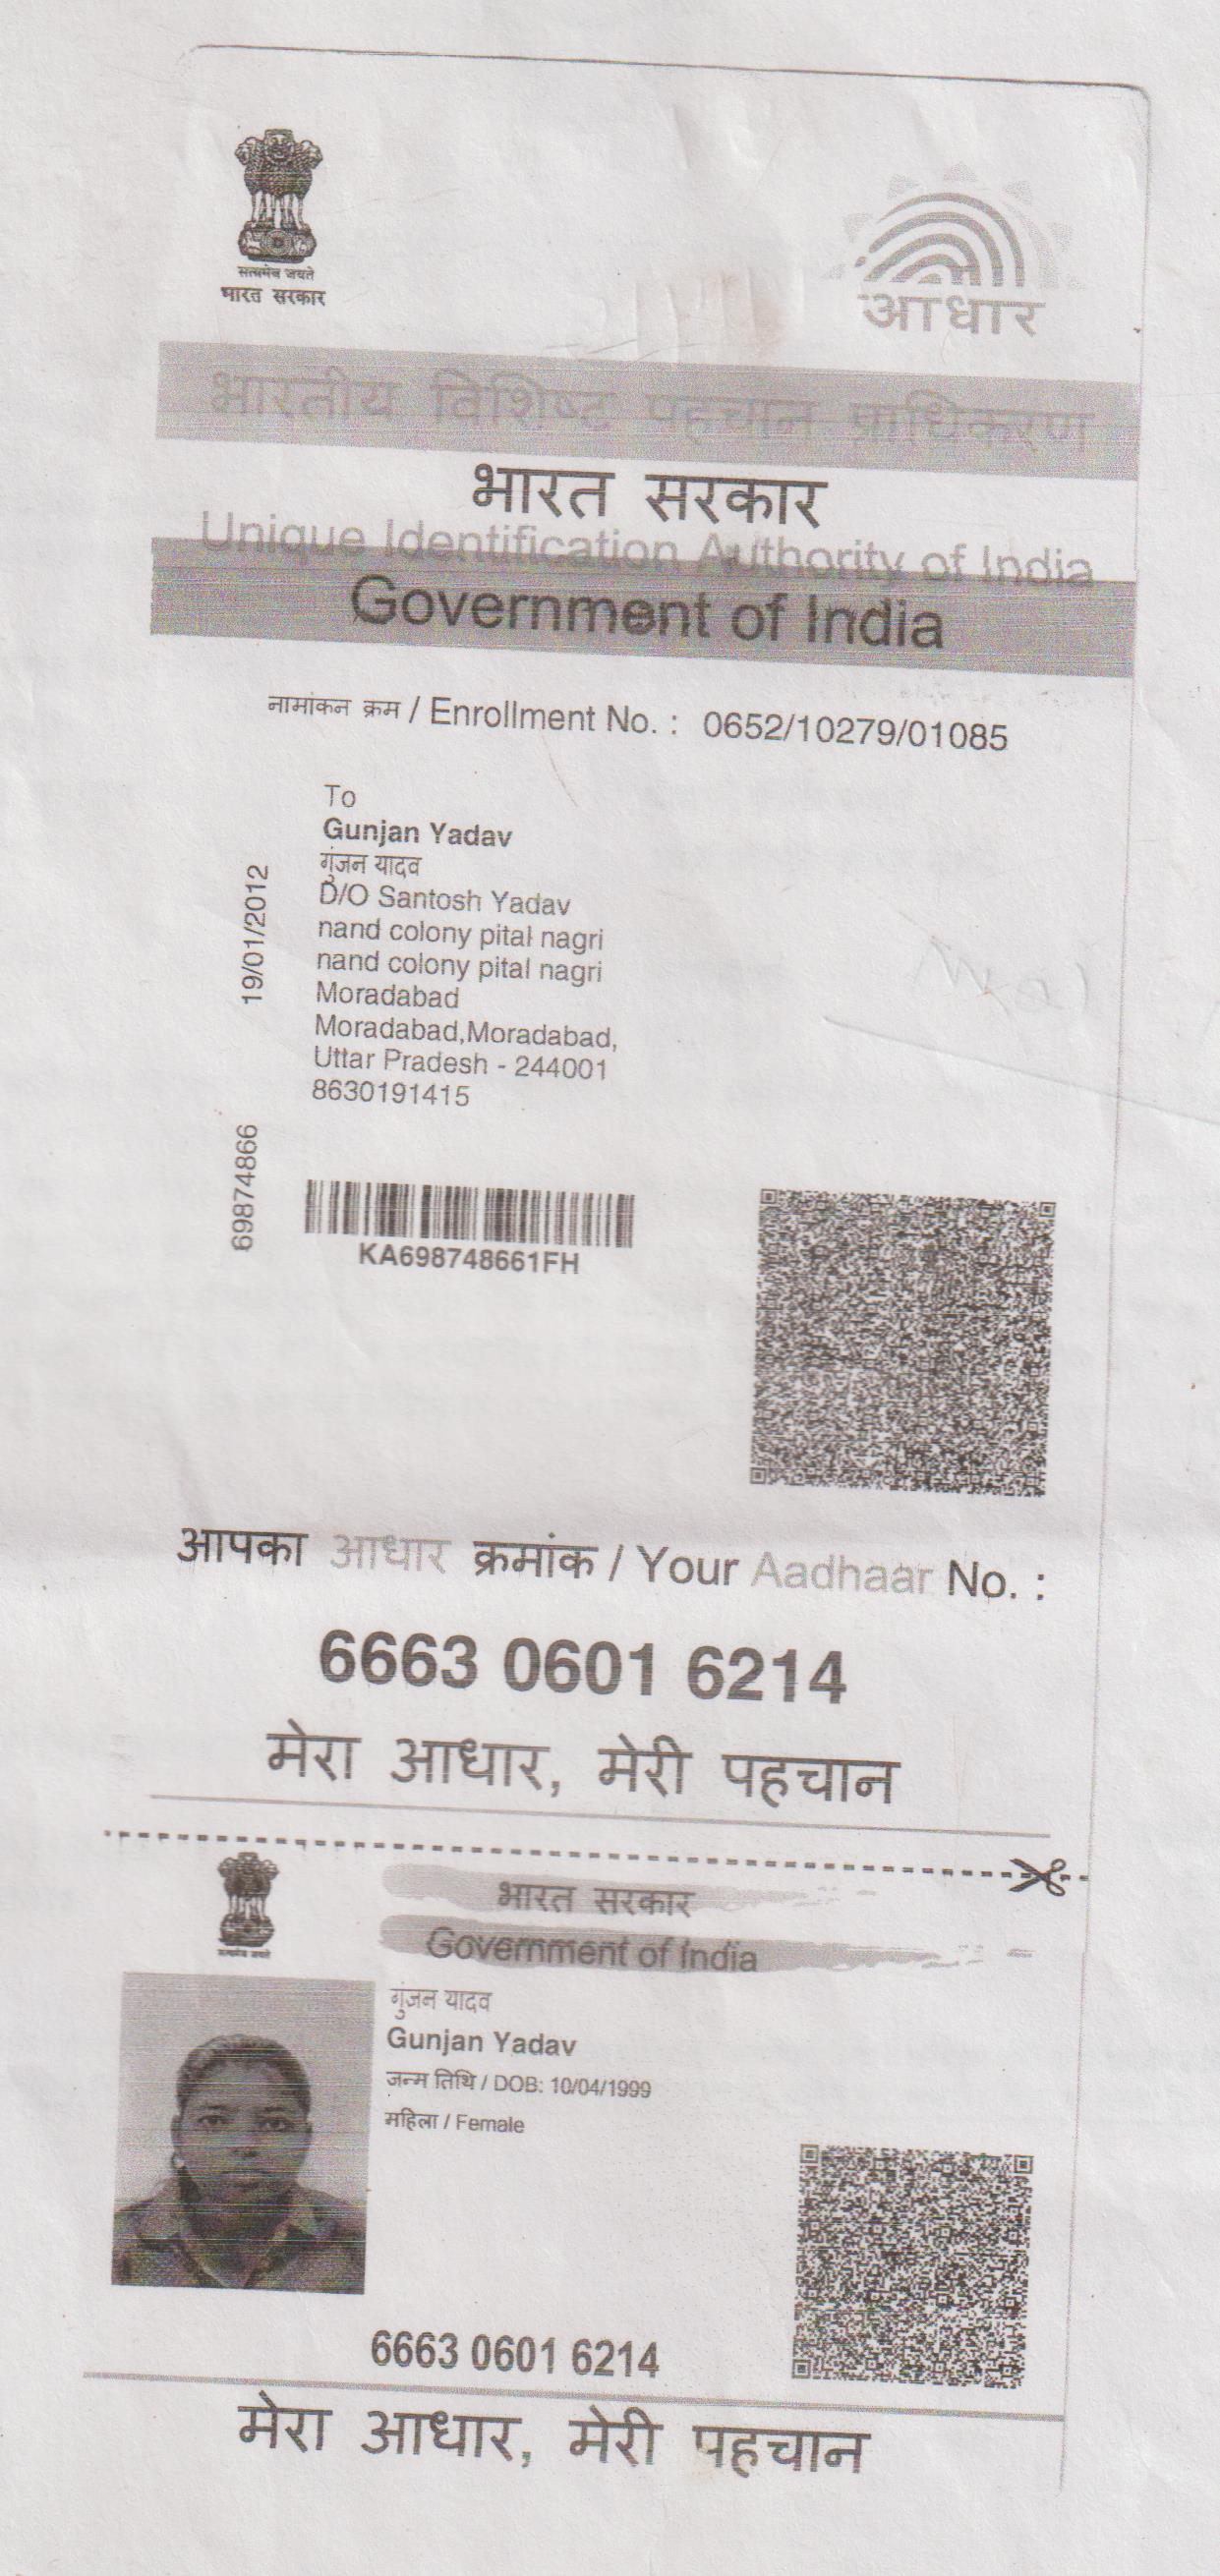 सत्यमेव जयते
भारत सरकार
आधार
भारतीय विशिष्ट पहचान प्राधिकरण
भारत सरकार
Unique Identification Authority of India
Government of India
नामांकन क्रम / Enrollment No. : 0652/10279/01085
To
Gunjan Yadav
गुंजन यादव
D/O Santosh Yadav
nand colony pital nagri
nand colony pital nagri
Moradabad
Moradabad,Moradabad,
Uttar Pradesh - 244001
8630191415
19/01/2012
69874866
KA698748661FH
आपका आधार क्रमांक / Your Aadhaar No. :
6663 0601 6214
मेरा आधार, मेरी पहचान
भारत सरकार
Government of India
सत्यमेव जयते
गुंजन यादव
Gunjan Yadav
जन्म तिथि / DOB: 10/04/1999
महिला / Female
6663 0601 6214
मेरा आधार, मेरी पहचान